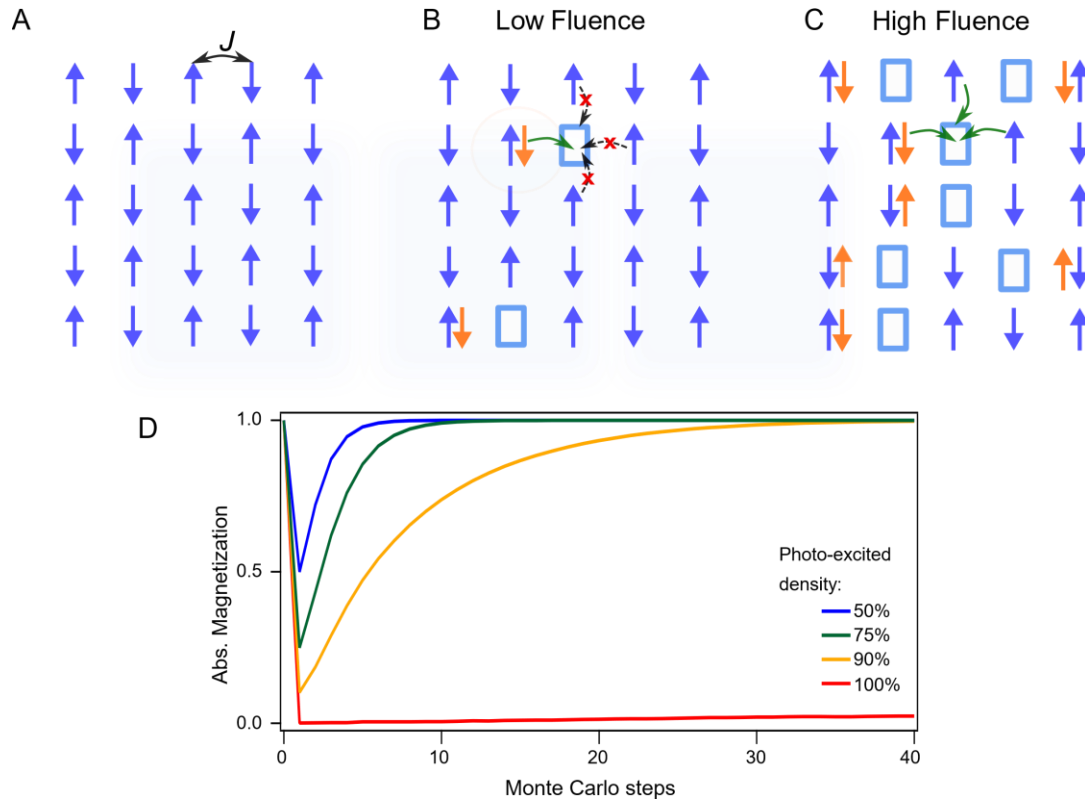 A
J
B
Low Fluence
C
High Fluence
D
Abs. Magnetization
1.0
0.5
0.0
0
10
20
30
40
Monte Carlo steps
Photo-excited
density:
50%
75%
90%
100%